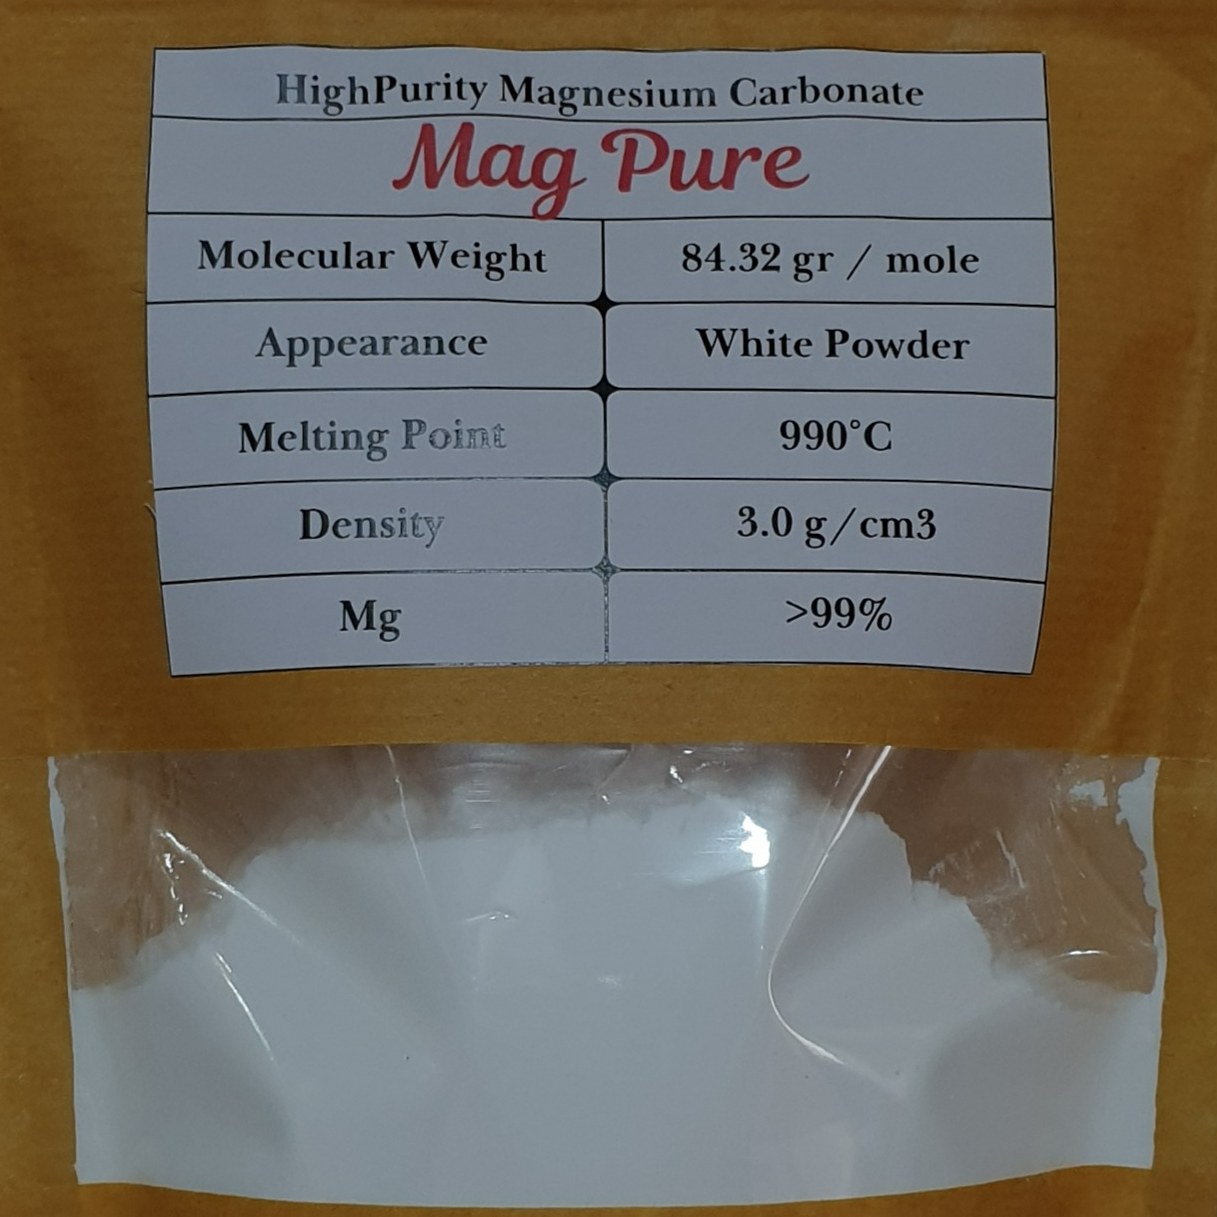 HighPurity Magnesium Carbonate
Mag Pure
Molecular Weight 84.32 gr / mole
Appearance White Powder
Melting Point 990°C
Density 3.0 g/cm3
Mg >99%